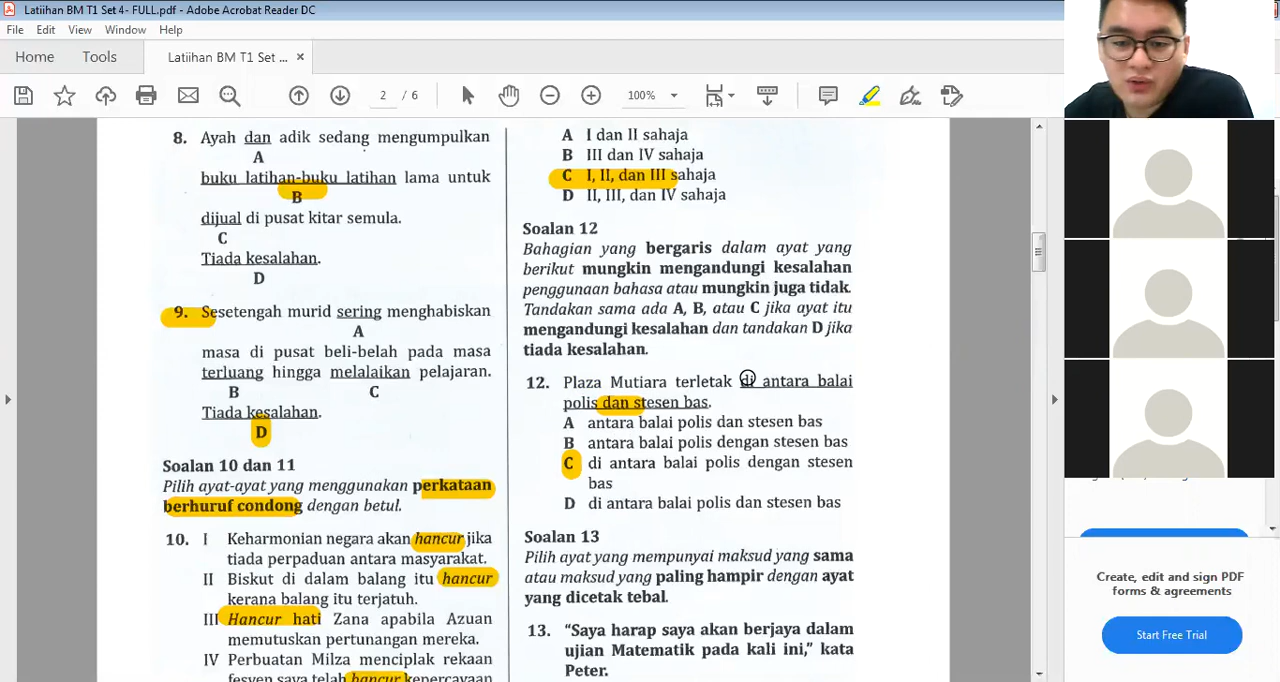 Latiihan BM T1 Set 4- FULL.pdf - Adobe Acrobat Reader DC
File Edit View Window Help
Home Tools Latiihan BM T1 Set ... ×
2 / 6 100%
8. Ayah dan adik sedang mengumpulkan
A
buku latihan-buku latihan lama untuk
B
dijual di pusat kitar semula.
C
Tiada kesalahan.
D
9. Sesetengah murid sering menghabiskan
A
masa di pusat beli-belah pada masa
terluang hingga melalaikan pelajaran.
B C
Tiada kesalahan.
D
Soalan 10 dan 11
Pilih ayat-ayat yang menggunakan perkataan
berhuruf condong dengan betul.
10. I Keharmonian negara akan hancur jika
tiada perpaduan antara masyarakat.
II Biskut di dalam balang itu hancur
kerana balang itu terjatuh.
III Hancur hati Zana apabila Azuan
memutuskan pertunangan mereka.
IV Perbuatan Milza menciplak rekaan
fesyen saya telah hancur kepercayaan
A I dan II sahaja
B III dan IV sahaja
C I, II, dan III sahaja
D II, III, dan IV sahaja
Soalan 12
Bahagian yang bergaris dalam ayat yang
berikut mungkin mengandungi kesalahan
penggunaan bahasa atau mungkin juga tidak.
Tandakan sama ada A, B, atau C jika ayat itu
mengandungi kesalahan dan tandakan D jika
tiada kesalahan.
12. Plaza Mutiara terletak di antara balai
polis dan stesen bas.
A antara balai polis dan stesen bas
B antara balai polis dengan stesen bas
C di antara balai polis dengan stesen
bas
D di antara balai polis dan stesen bas
Soalan 13
Pilih ayat yang mempunyai maksud yang sama
atau maksud yang paling hampir dengan ayat
yang dicetak tebal.
13. “Saya harap saya akan berjaya dalam
ujian Matematik pada kali ini,” kata
Peter.
Create, edit and sign PDF
forms & agreements
Start Free Trial